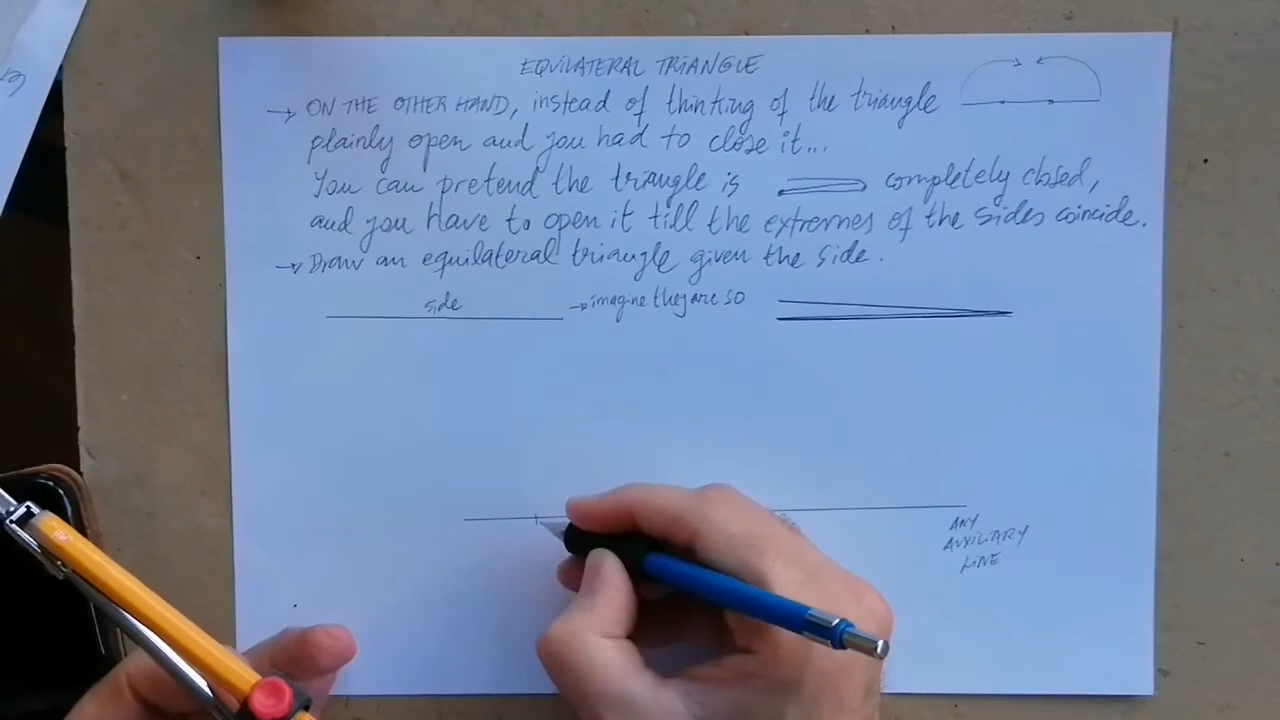 EQUILATERAL TRIANGLE
→ ON THE OTHER HAND, instead of thinking of the triangle
plainly open and you had to close it...
You can pretend the triangle is completely closed,
and you have to open it till the extremes of the sides coincide.
→ Draw an equilateral triangle given the side.
side → imagine they are so
ANY
AUXILIARY
LINE